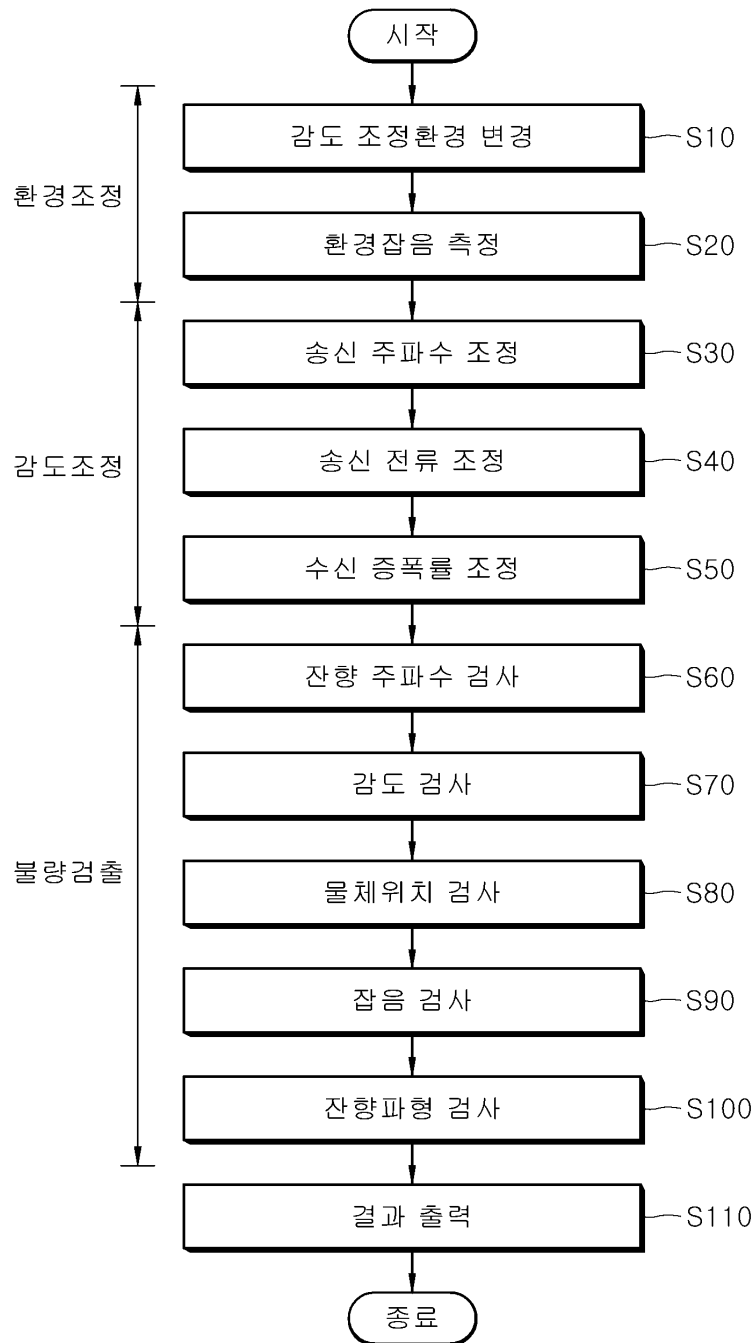 시작
환경조정
감도 조정환경 변경
S10
환경잡음 측정
S20
감도조정
송신 주파수 조정
S30
송신 전류 조정
S40
수신 증폭률 조정
S50
불량검출
잔향 주파수 검사
S60
감도 검사
S70
물체위치 검사
S80
잡음 검사
S90
잔향파형 검사
S100
결과 출력
S110
종료